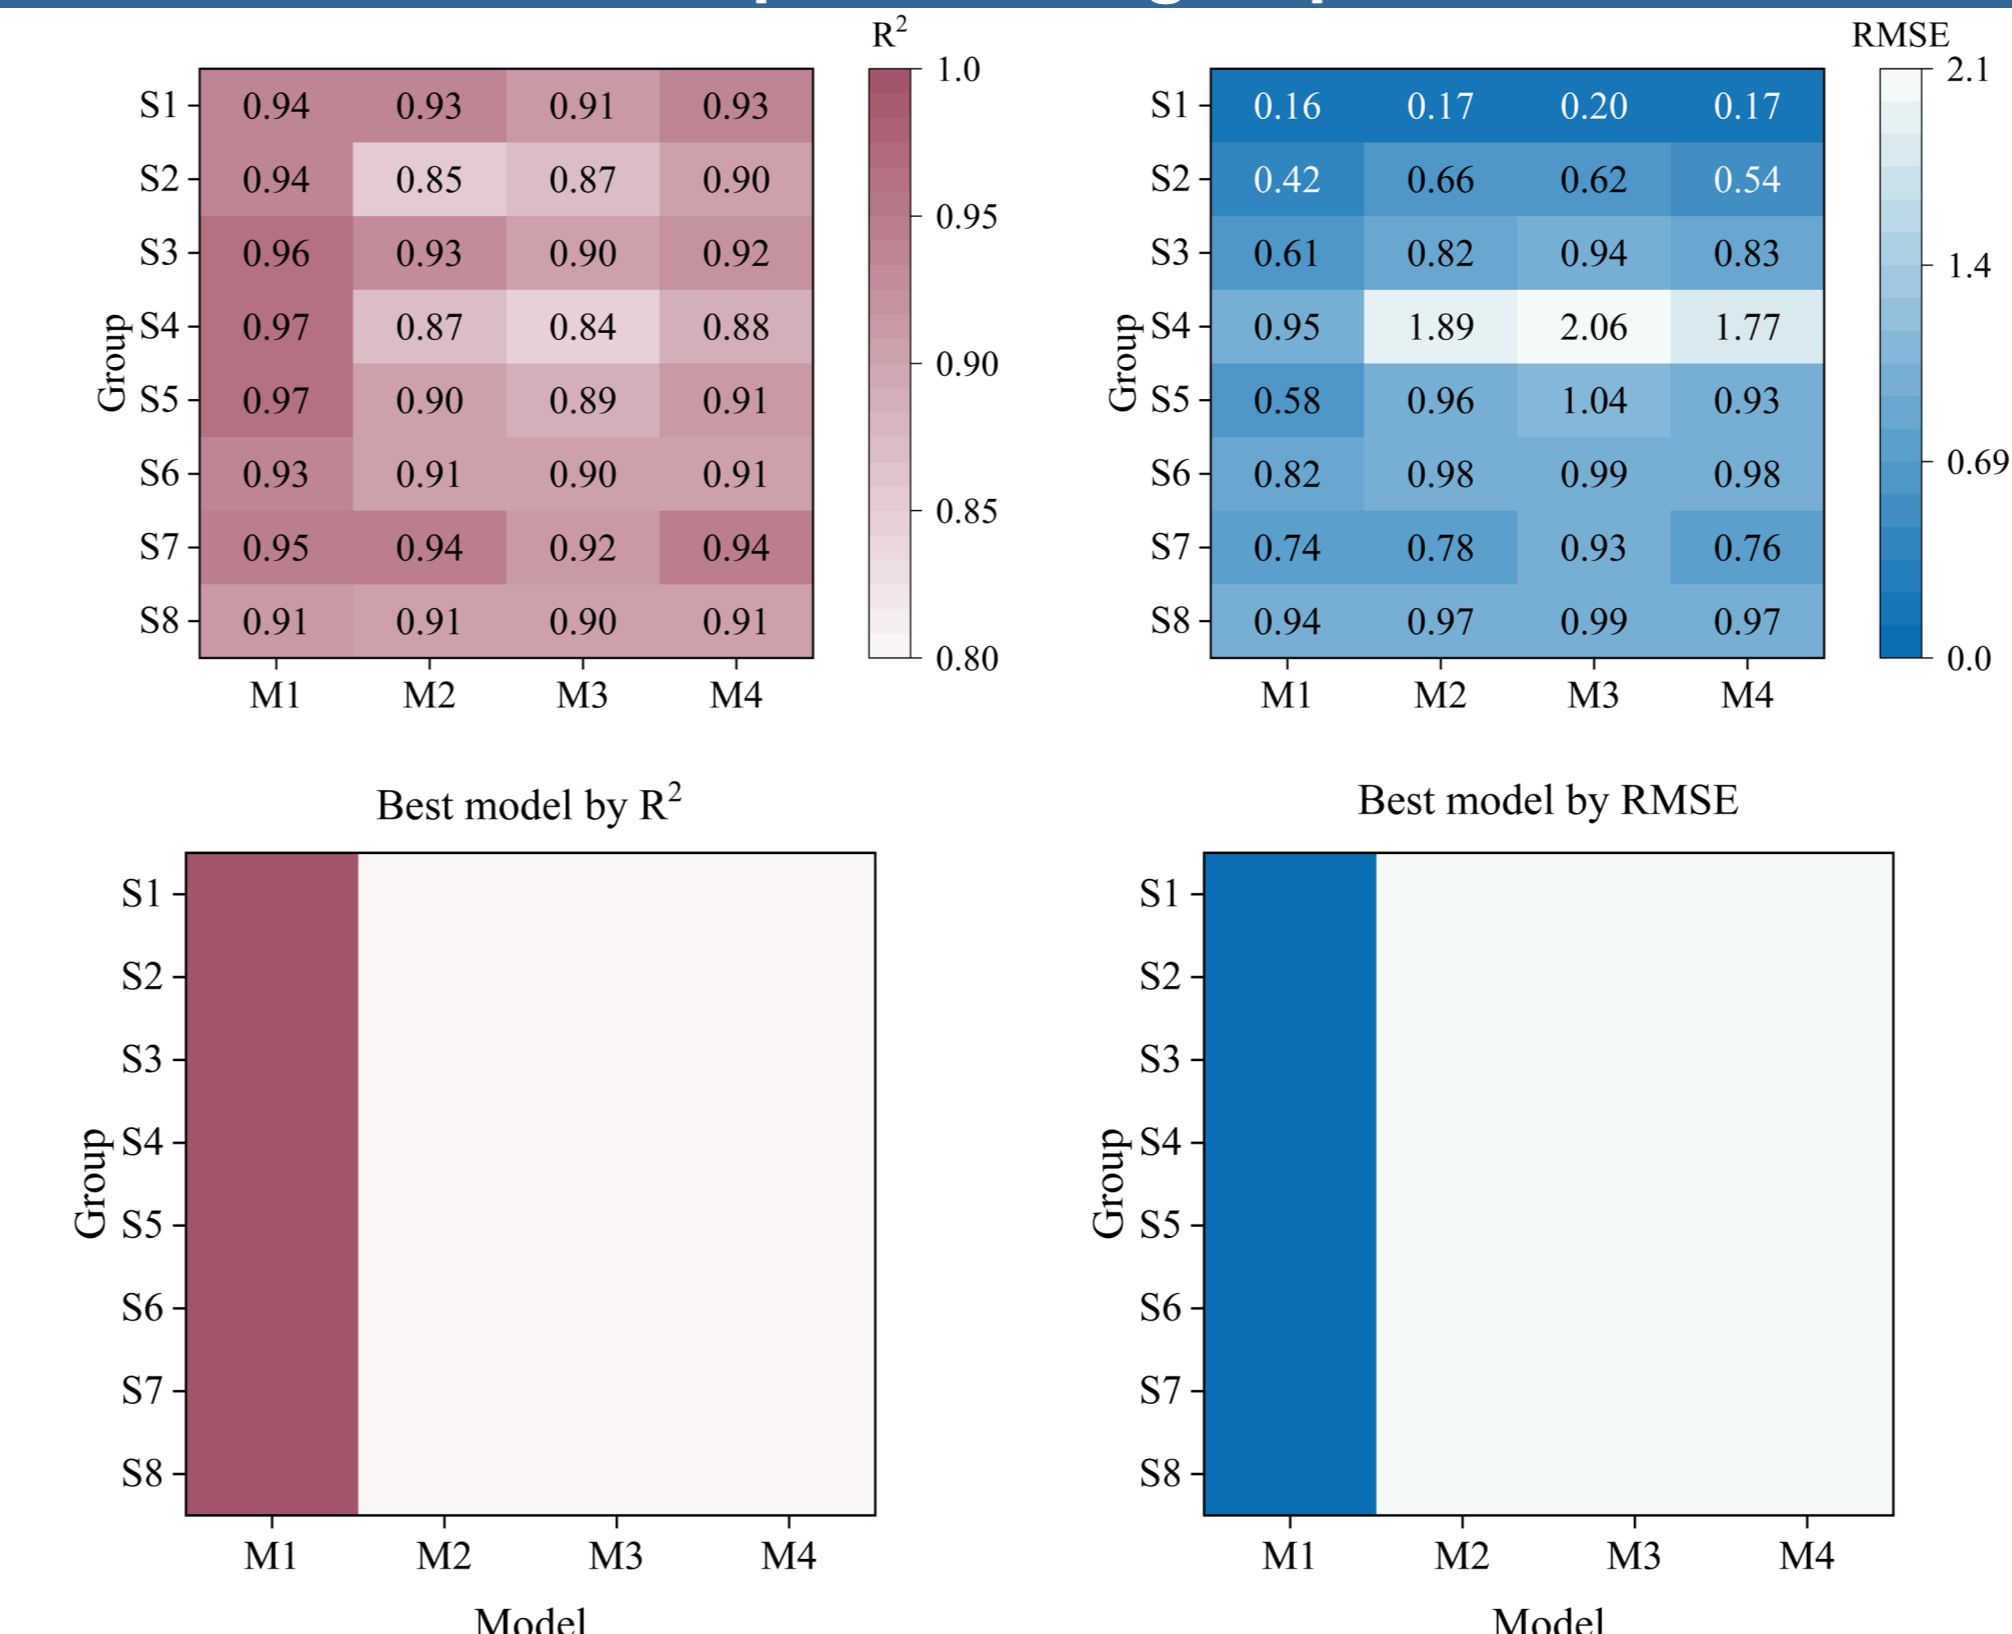 R²
1.0
0.95
0.90
0.85
0.80
Group
S1 0.94 0.93 0.91 0.93
S2 0.94 0.85 0.87 0.90
S3 0.96 0.93 0.90 0.92
S4 0.97 0.87 0.84 0.88
S5 0.97 0.90 0.89 0.91
S6 0.93 0.91 0.90 0.91
S7 0.95 0.94 0.92 0.94
S8 0.91 0.91 0.90 0.91
M1 M2 M3 M4
RMSE
2.1
1.4
0.69
0.0
Group
S1 0.16 0.17 0.20 0.17
S2 0.42 0.66 0.62 0.54
S3 0.61 0.82 0.94 0.83
S4 0.95 1.89 2.06 1.77
S5 0.58 0.96 1.04 0.93
S6 0.82 0.98 0.99 0.98
S7 0.74 0.78 0.93 0.76
S8 0.94 0.97 0.99 0.97
M1 M2 M3 M4
Best model by R²
Group
S1
S2
S3
S4
S5
S6
S7
S8
M1 M2 M3 M4
Model
Best model by RMSE
Group
S1
S2
S3
S4
S5
S6
S7
S8
M1 M2 M3 M4
Model